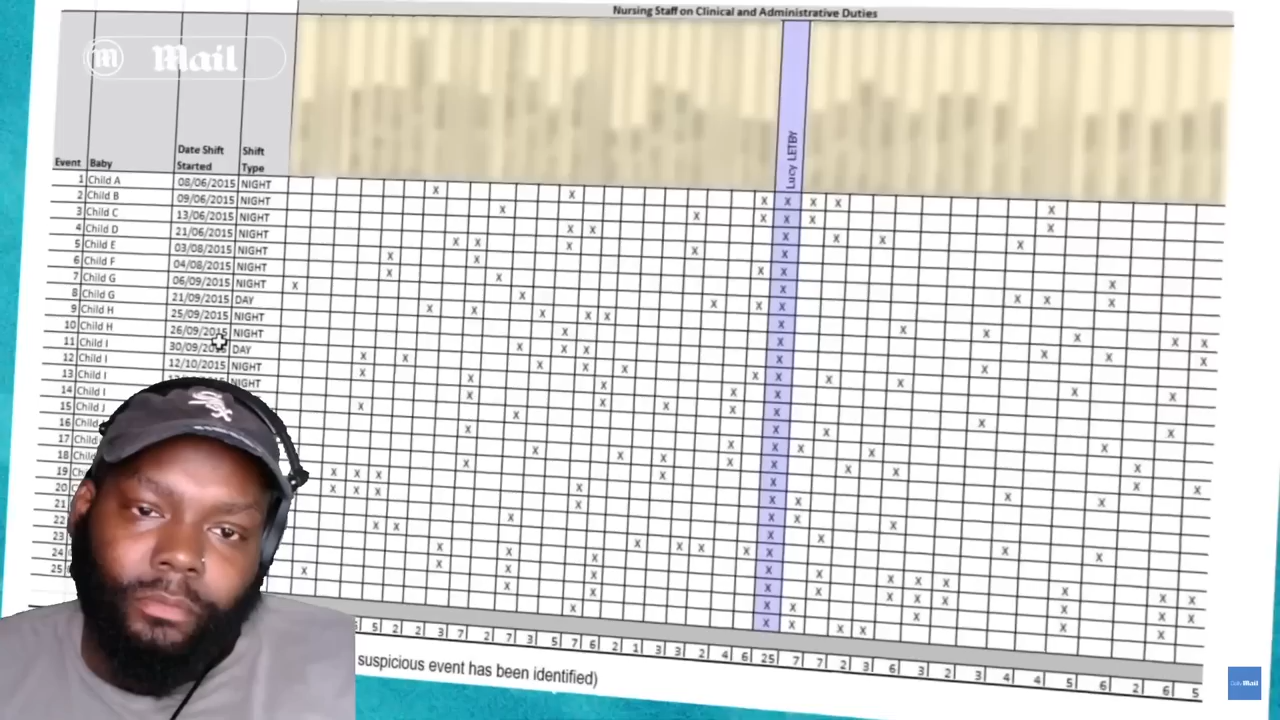 Nursing Staff on Clinical and Administrative Duties
Mail
Event Baby Date Shift Started Shift Type Lucy LETBY
1 Child A 08/06/2015 NIGHT
2 Child B 09/06/2015 NIGHT
3 Child C 13/06/2015 NIGHT
4 Child D 21/06/2015 NIGHT
5 Child E 03/08/2015 NIGHT
6 Child F 04/08/2015 NIGHT
7 Child G 06/09/2015 NIGHT
8 Child G 21/09/2015 DAY
9 Child H 25/09/2015 NIGHT
10 Child H 26/09/2015 NIGHT
11 Child I 30/09/2015 DAY
12 Child I 12/10/2015 NIGHT
13 Child I NIGHT
14 Child I
15 Child J
16 Child
17 Child
18 Child
19
20
21
22
23
24
25
5 2 2 3 7 2 7 3 5 7 6 2 1 3 3 2 4 6 25 7 7 2 3 6 3 2 3 4 4 5 6 2 6 5
suspicious event has been identified)
Daily Mail